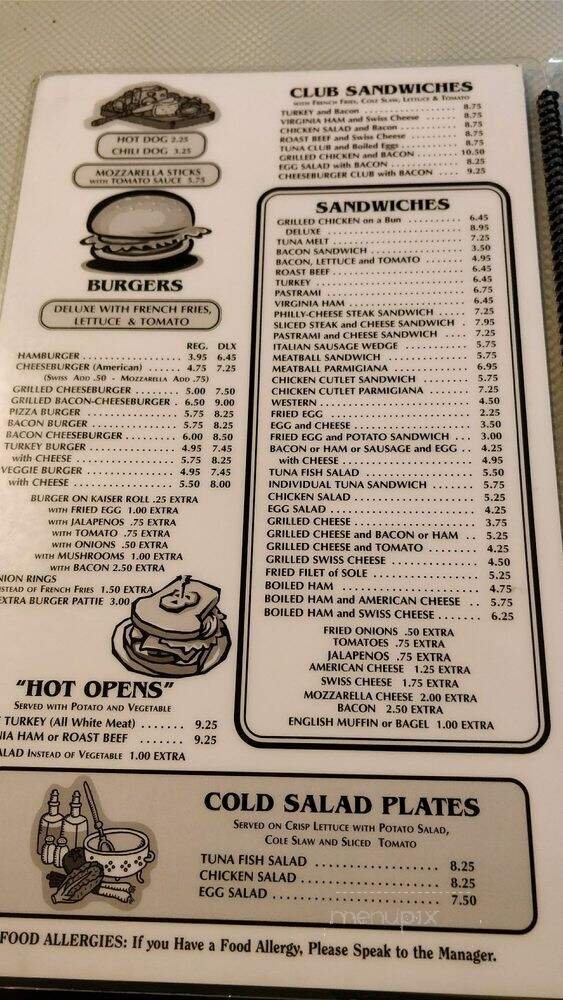 HOT DOG 2.25
CHILI DOG 3.25
MOZZARELLA STICKS
WITH TOMATO SAUCE 5.75
BURGERS
DELUXE WITH FRENCH FRIES,
LETTUCE & TOMATO
REG. DLX
HAMBURGER 3.95 6.45
CHEESEBURGER (American) 4.75 7.25
(SWISS ADD .50 - MOZZARELLA ADD .75)
GRILLED CHEESEBURGER 5.00 7.50
GRILLED BACON-CHEESEBURGER . 6.50 9.00
PIZZA BURGER 5.75 8.25
BACON BURGER 5.75 8.25
BACON CHEESEBURGER 6.00 8.50
TURKEY BURGER 4.95 7.45
with CHEESE 5.75 8.25
VEGGIE BURGER 4.95 7.45
with CHEESE 5.50 8.00
BURGER ON KAISER ROLL .25 EXTRA
WITH FRIED EGG 1.00 EXTRA
WITH JALAPENOS .75 EXTRA
WITH TOMATO .75 EXTRA
WITH ONIONS .50 EXTRA
WITH MUSHROOMS 1.00 EXTRA
WITH BACON 2.50 EXTRA
NION RINGS
NSTEAD OF FRENCH FRIES 1.50 EXTRA
EXTRA BURGER PATTIE 3.00
"HOT OPENS"
SERVED WITH POTATO AND VEGETABLE
TURKEY (All White Meat) 9.25
NIA HAM or ROAST BEEF 9.25
ALAD INSTEAD OF VEGETABLE 1.00 EXTRA
CLUB SANDWICHES
WITH FRENCH FRIES, COLE SLAW, LETTUCE & TOMATO
TURKEY and Bacon 8.75
VIRGINIA HAM and Swiss Cheese 8.75
CHICKEN SALAD and Bacon 8.75
ROAST BEEF and Swiss Cheese 8.75
TUNA CLUB and Boiled Eggs 8.75
GRILLED CHICKEN and BACON 10.50
EGG SALAD with BACON 8.25
CHEESEBURGER CLUB with BACON 9.25
SANDWICHES
GRILLED CHICKEN on a Bun 6.45
DELUXE 8.95
TUNA MELT 7.25
BACON SANDWICH 3.50
BACON, LETTUCE and TOMATO 4.95
ROAST BEEF 6.45
TURKEY 6.45
PASTRAMI 6.75
VIRGINIA HAM 6.45
PHILLY-CHEESE STEAK SANDWICH 7.25
SLICED STEAK and CHEESE SANDWICH . 7.95
PASTRAMI and CHEESE SANDWICH 7.25
ITALIAN SAUSAGE WEDGE 5.75
MEATBALL SANDWICH 5.75
MEATBALL PARMIGIANA 6.95
CHICKEN CUTLET SANDWICH 5.75
CHICKEN CUTLET PARMIGIANA 7.25
WESTERN 4.50
FRIED EGG 2.25
EGG and CHEESE 3.50
FRIED EGG and POTATO SANDWICH 3.00
BACON or HAM or SAUSAGE and EGG 4.25
with CHEESE 4.95
TUNA FISH SALAD 5.50
INDIVIDUAL TUNA SANDWICH 5.75
CHICKEN SALAD 5.25
EGG SALAD 4.25
GRILLED CHEESE 3.75
GRILLED CHEESE and BACON or HAM 5.25
GRILLED CHEESE and TOMATO 4.25
GRILLED SWISS CHEESE 4.50
FRIED FILET of SOLE 5.25
BOILED HAM 4.75
BOILED HAM and AMERICAN CHEESE 5.75
BOILED HAM and SWISS CHEESE 6.25
FRIED ONIONS .50 EXTRA
TOMATOES .75 EXTRA
JALAPENOS .75 EXTRA
AMERICAN CHEESE 1.25 EXTRA
SWISS CHEESE 1.75 EXTRA
MOZZARELLA CHEESE 2.00 EXTRA
BACON 2.50 EXTRA
ENGLISH MUFFIN or BAGEL 1.00 EXTRA
COLD SALAD PLATES
SERVED ON CRISP LETTUCE WITH POTATO SALAD,
COLE SLAW AND SLICED TOMATO
TUNA FISH SALAD 8.25
CHICKEN SALAD 8.25
EGG SALAD 7.50
menupix
FOOD ALLERGIES: If you Have a Food Allergy, Please Speak to the Manager.